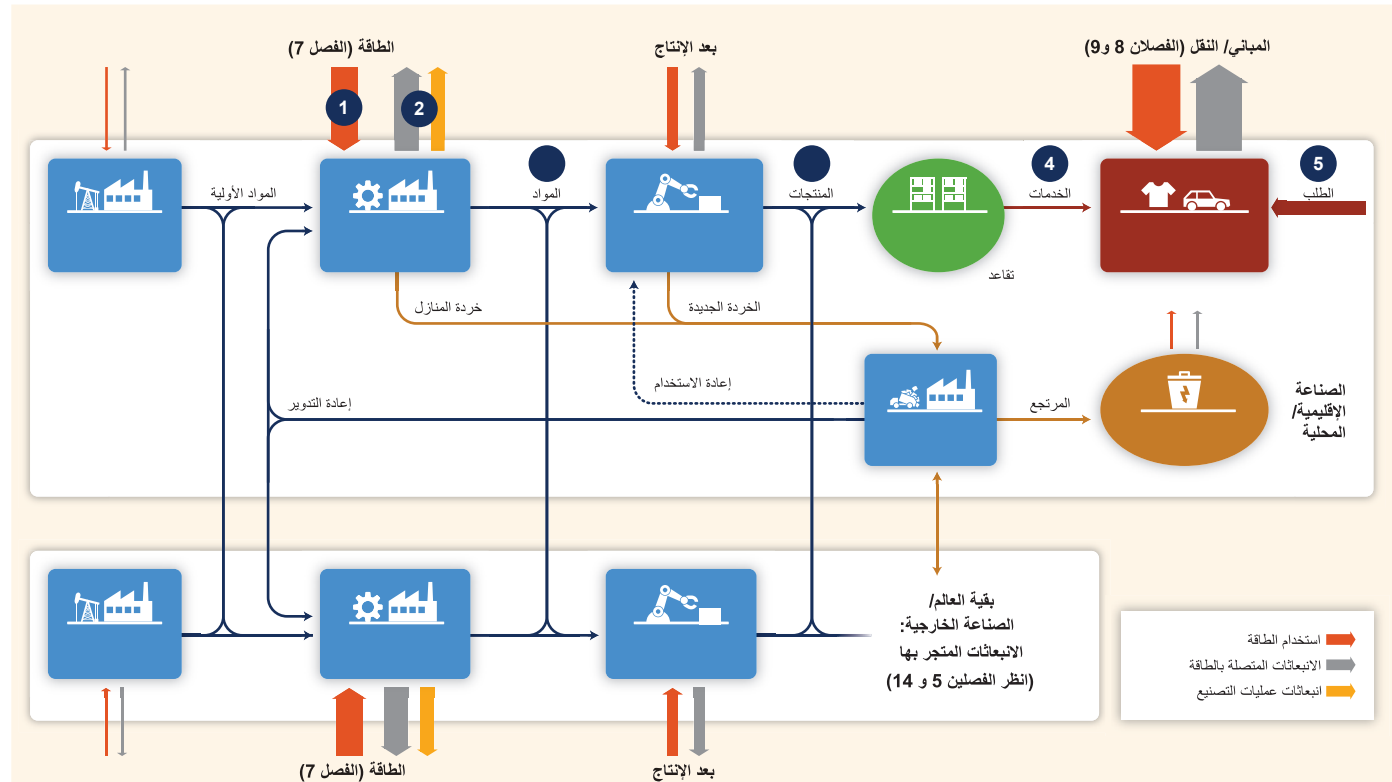 الطاقة (الفصل 7)
بعد الإنتاج
المباني/ النقل (الفصلان 8 و9)
1
2
4
5
المواد الأولية
المواد
المنتجات
الخدمات
الطلب
تقاعد
خردة المنازل
الخردة الجديدة
إعادة الاستخدام
إعادة التدوير
المرتجع
الصناعة
الإقليمية/
المحلية
بقية العالم/
الصناعة الخارجية:
الانبعاثات المتجر بها
(انظر الفصلين 5 و 14)
استخدام الطاقة
الانبعاثات المتصلة بالطاقة
انبعاثات عمليات التصنيع
الطاقة (الفصل 7)
بعد الإنتاج